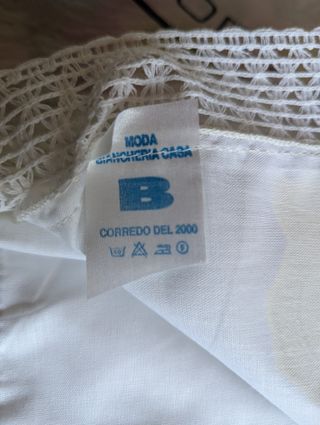 MODA
BIANCHERIA CASA
B
CORREDO DEL 2000